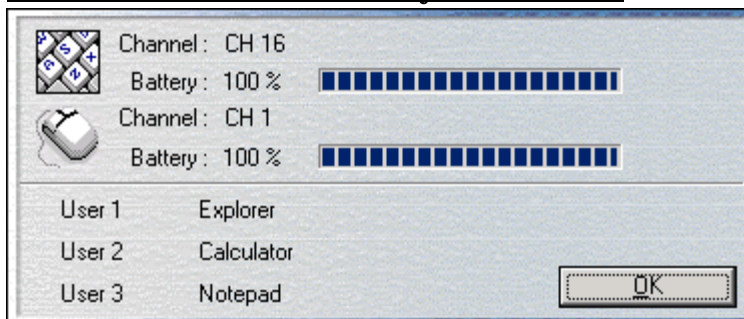 Channel : CH 16
Battery : 100 %
Channel : CH 1
Battery : 100 %
User 1 Explorer
User 2 Calculator
User 3 Notepad
OK